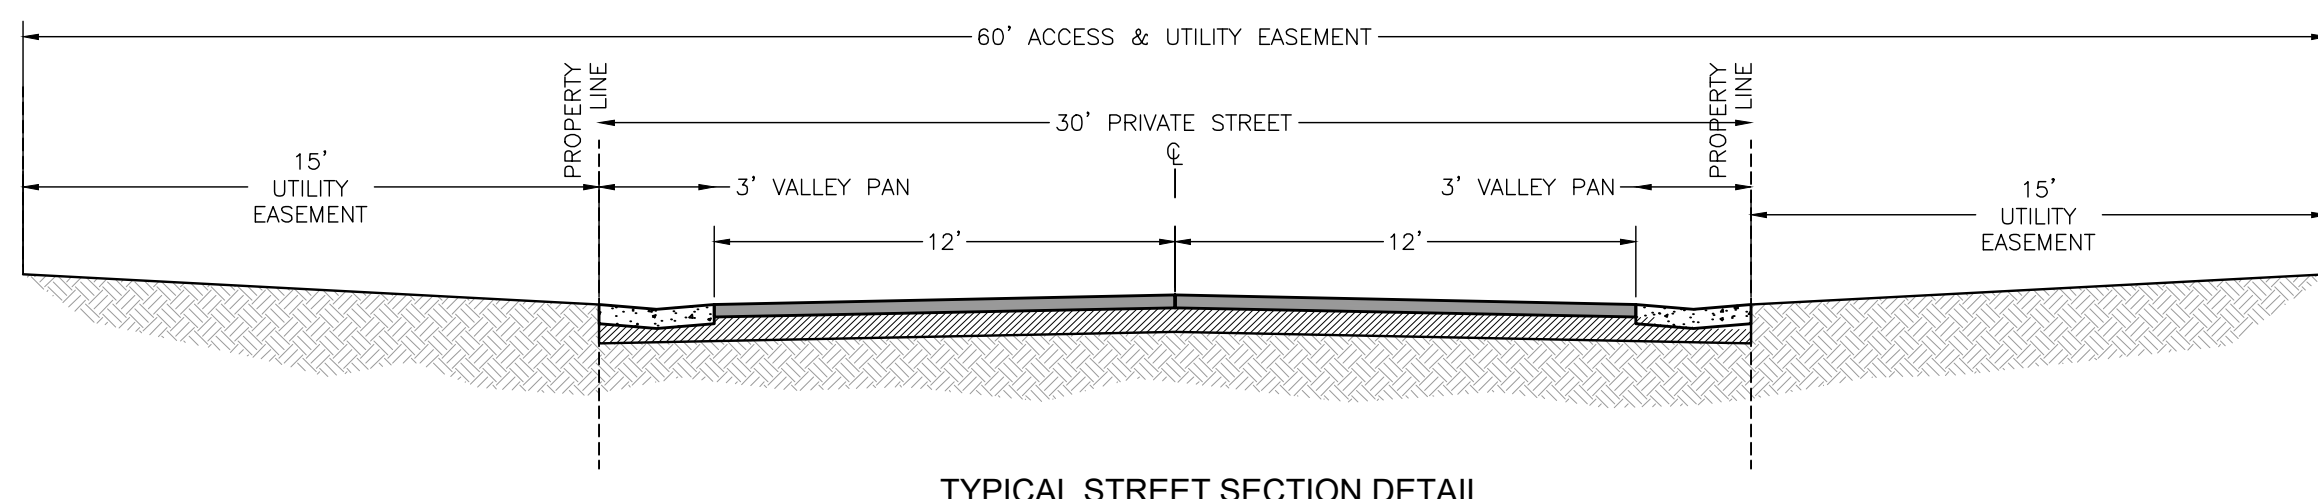 60' ACCESS & UTILITY EASEMENT
PROPERTY
LINE
PROPERTY
LINE
30' PRIVATE STREET
℄
15'
UTILITY
EASEMENT
3' VALLEY PAN
3' VALLEY PAN
15'
UTILITY
EASEMENT
12'
12'
TYPICAL STREET SECTION DETAIL